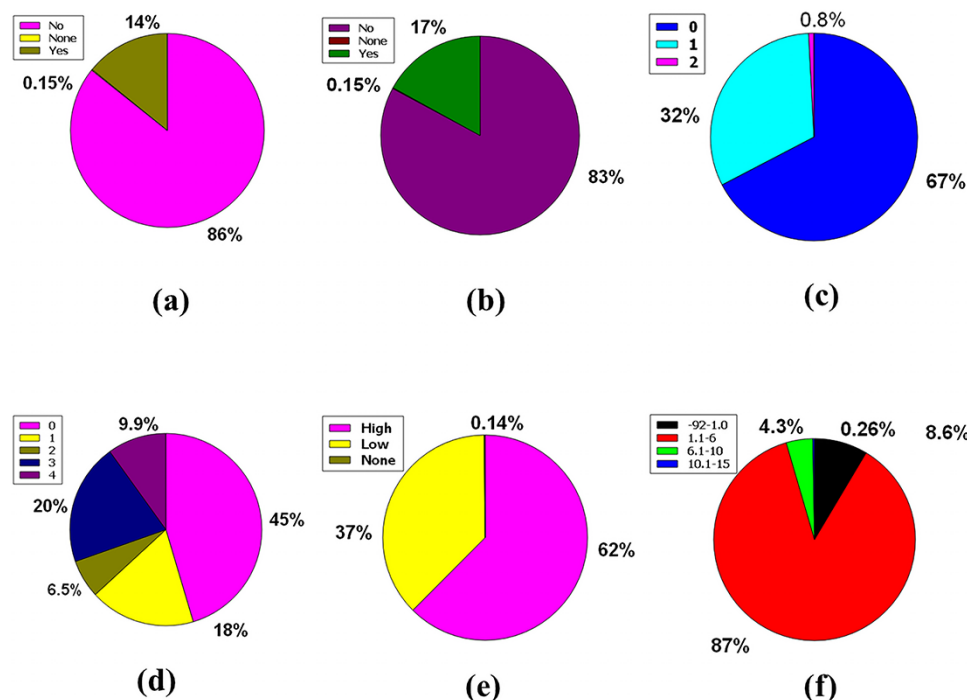 No
None
Yes
14%
0.15%
86%
(a)
No
None
Yes
17%
0.15%
83%
(b)
0
1
2
0.8%
32%
67%
(c)
0
1
2
3
4
9.9%
20%
45%
6.5%
18%
(d)
High
Low
None
0.14%
37%
62%
(e)
-92-1.0
1.1-6
6.1-10
10.1-15
4.3%
0.26%
8.6%
87%
(f)